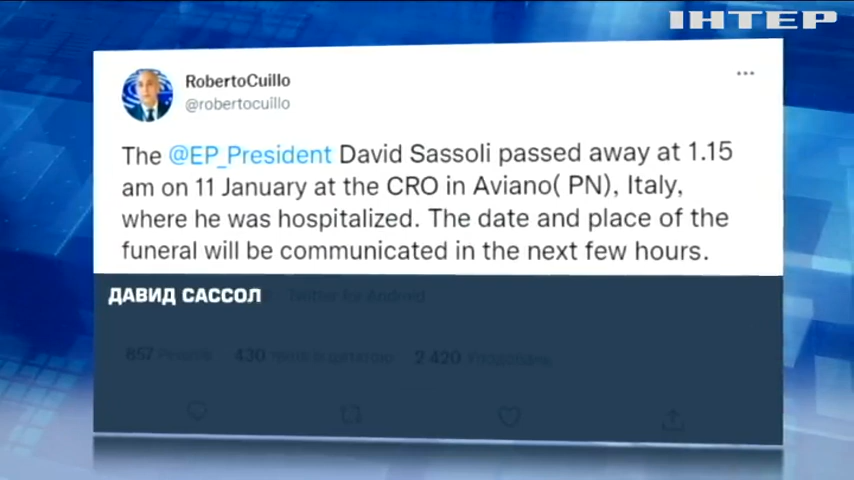 ІНТЕР
RobertoCuillo
@robertocuillo
The @EP_President David Sassoli passed away at 1.15
am on 11 January at the CRO in Aviano( PN), Italy,
where he was hospitalized. The date and place of the
funeral will be communicated in the next few hours.
ДАВИД САССОЛ
Twitter for Android
857
430
2 420